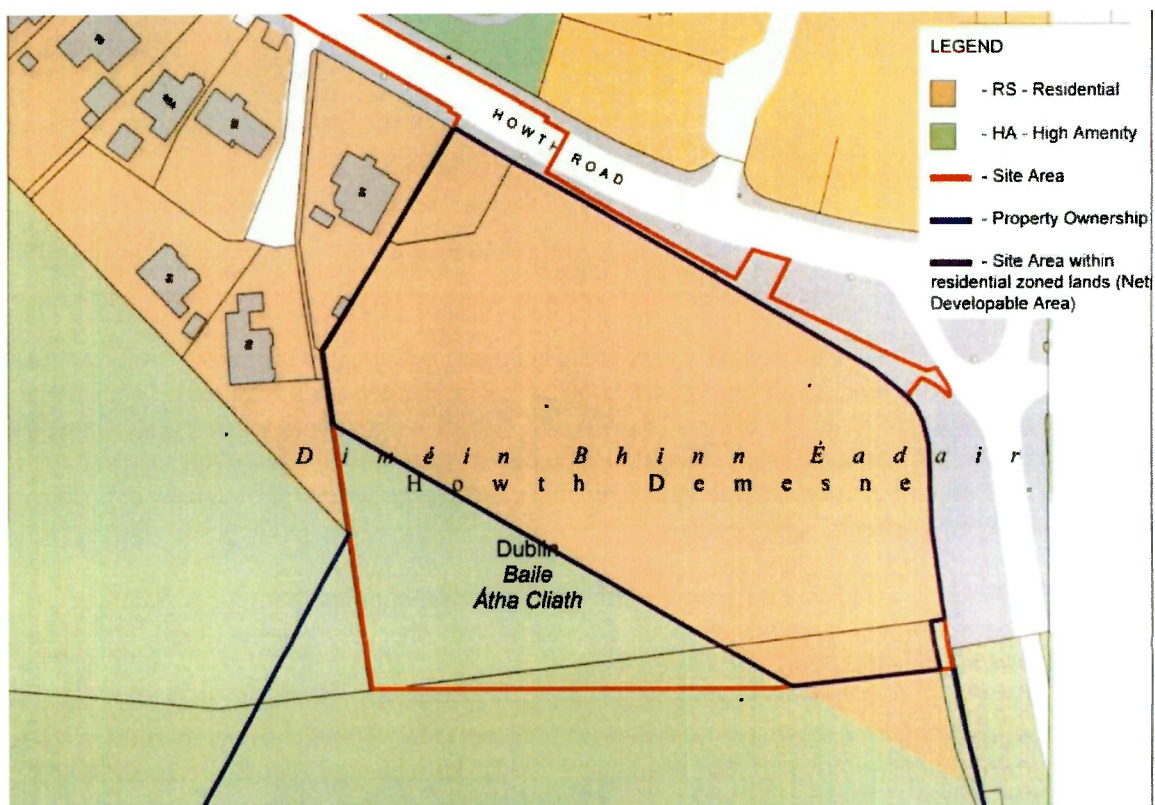 LEGEND
- RS - Residential
- HA - High Amenity
- Site Area
- Property Ownership
- Site Area within
residential zoned lands (Net
Developable Area)
HOWTH ROAD
Diméin Bhinn Éadair
Howth Demesne
Dublin
Baile
Átha Cliath